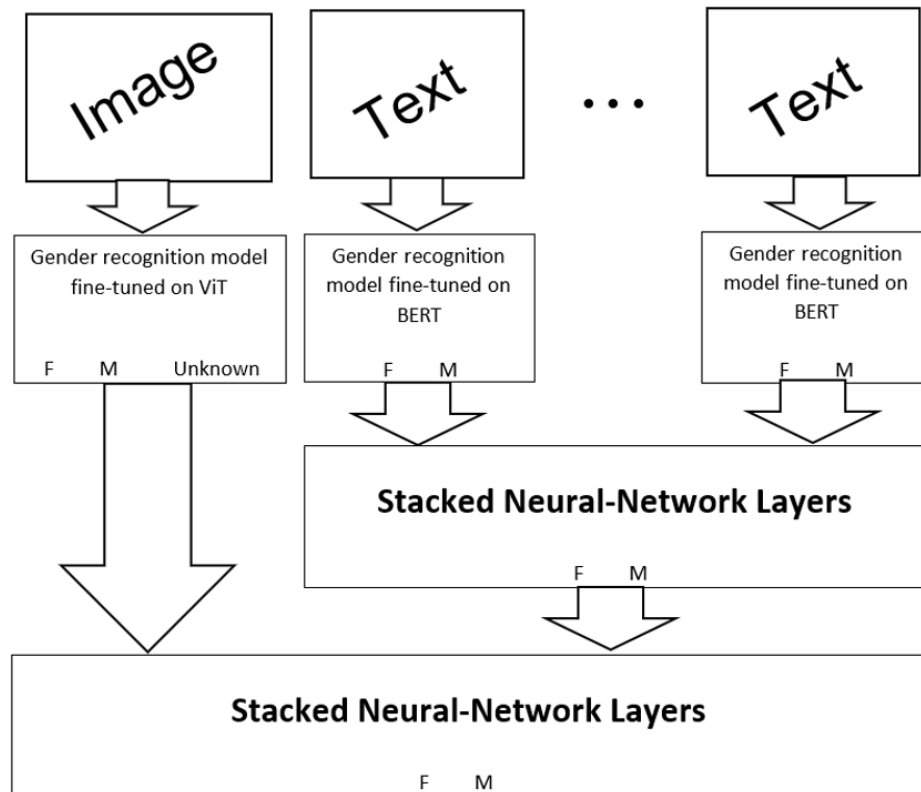 Image
Text
...
Text
Gender recognition model
fine-tuned on ViT
F M Unknown
Gender recognition
model fine-tuned on
BERT
F M
Gender recognition
model fine-tuned on
BERT
F M
Stacked Neural-Network Layers
F M
Stacked Neural-Network Layers
F M